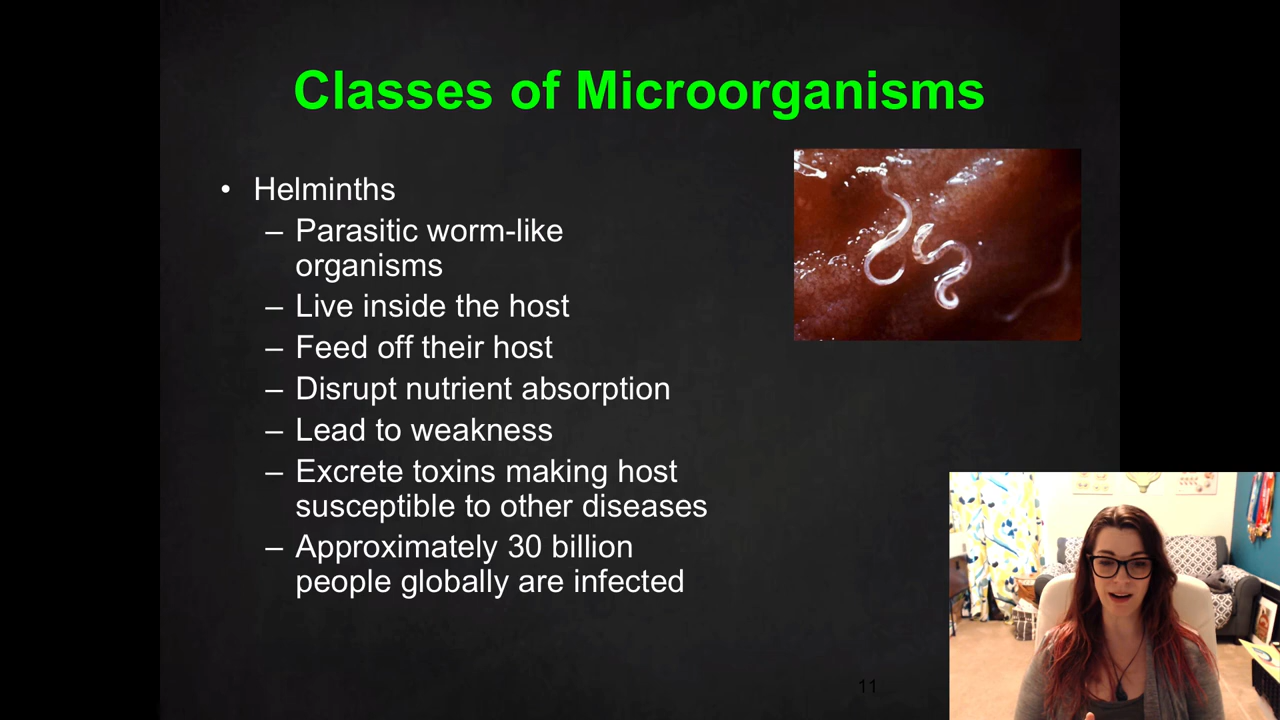 Classes of Microorganisms
• Helminths
– Parasitic worm-like
organisms
– Live inside the host
– Feed off their host
– Disrupt nutrient absorption
– Lead to weakness
– Excrete toxins making host
susceptible to other diseases
– Approximately 30 billion
people globally are infected
11